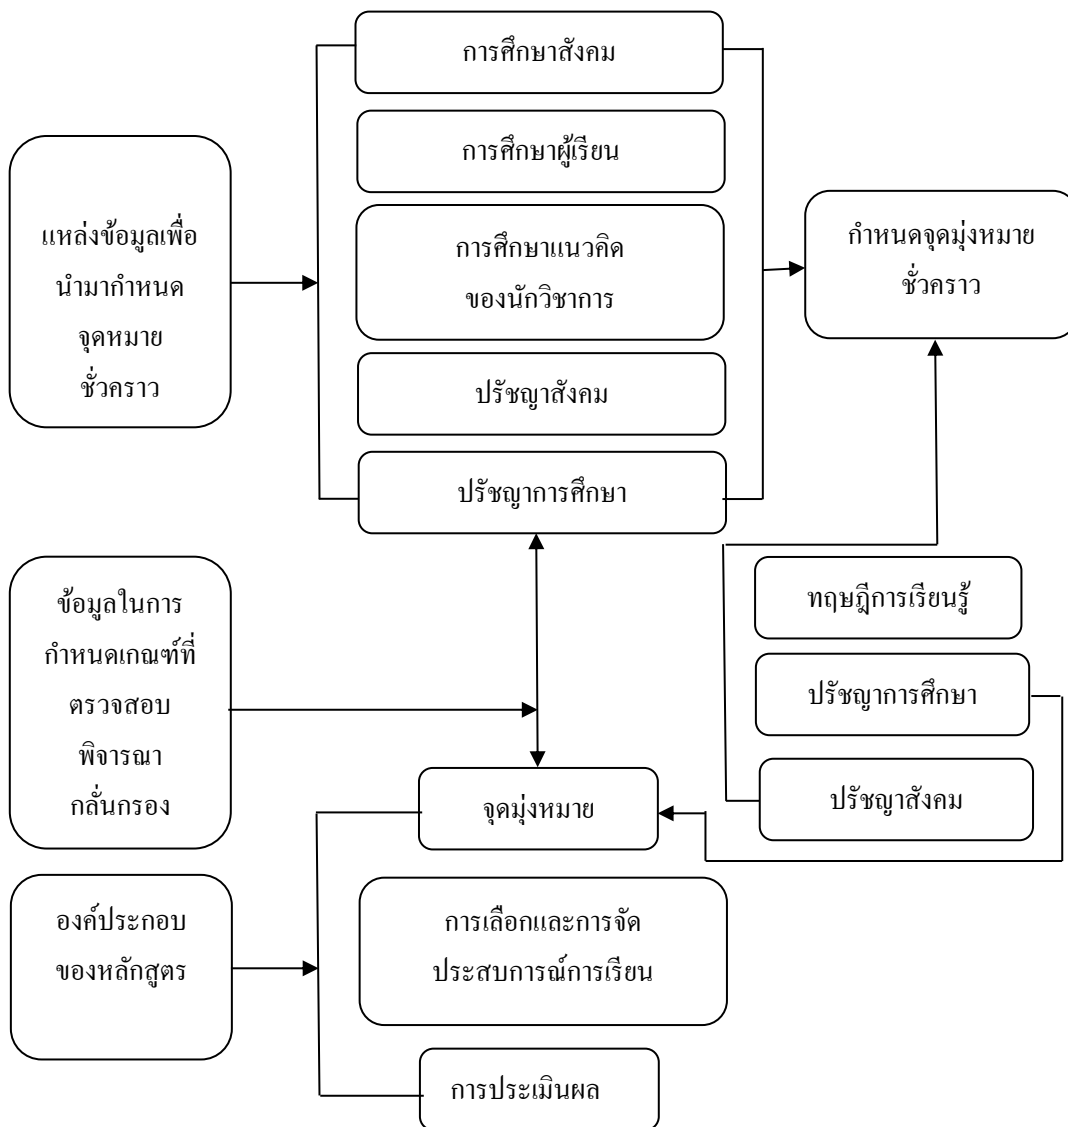 การศึกษาสังคม
การศึกษาผู้เรียน
แหล่งข้อมูลเพื่อ
นำมากำหนด
จุดหมาย
ชั่วคราว
การศึกษาแนวคิด
ของนักวิชาการ
กำหนดจุดมุ่งหมาย
ชั่วคราว
ปรัชญาสังคม
ปรัชญาการศึกษา
ข้อมูลในการ
กำหนดเกณฑ์ที่
ตรวจสอบ
พิจารณา
กลั่นกรอง
ทฤษฎีการเรียนรู้
ปรัชญาการศึกษา
ปรัชญาสังคม
จุดมุ่งหมาย
องค์ประกอบ
ของหลักสูตร
การเลือกและการจัด
ประสบการณ์การเรียน
การประเมินผล